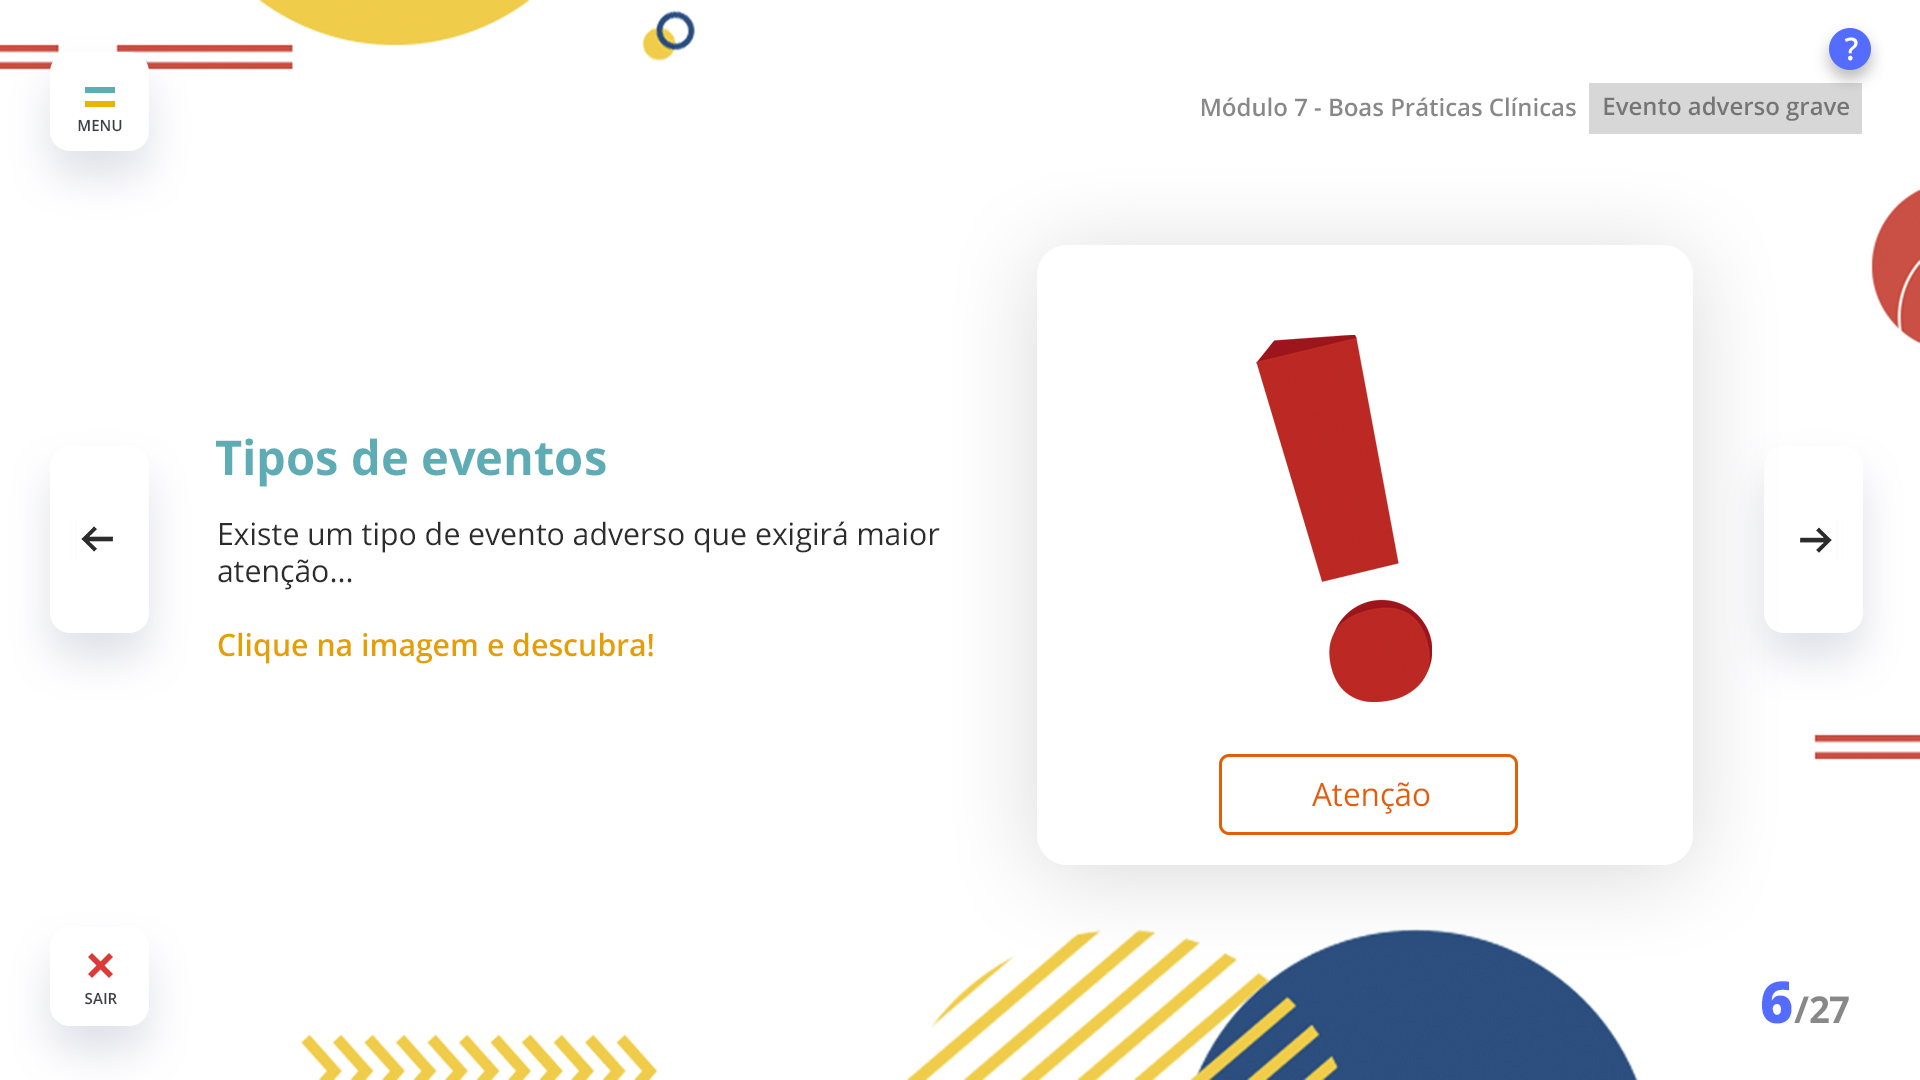 ?
MENU
Módulo 7 - Boas Práticas Clínicas
Evento adverso grave
Tipos de eventos
Existe um tipo de evento adverso que exigirá maior
atenção...
Clique na imagem e descubra!
Atenção
SAIR
6/27